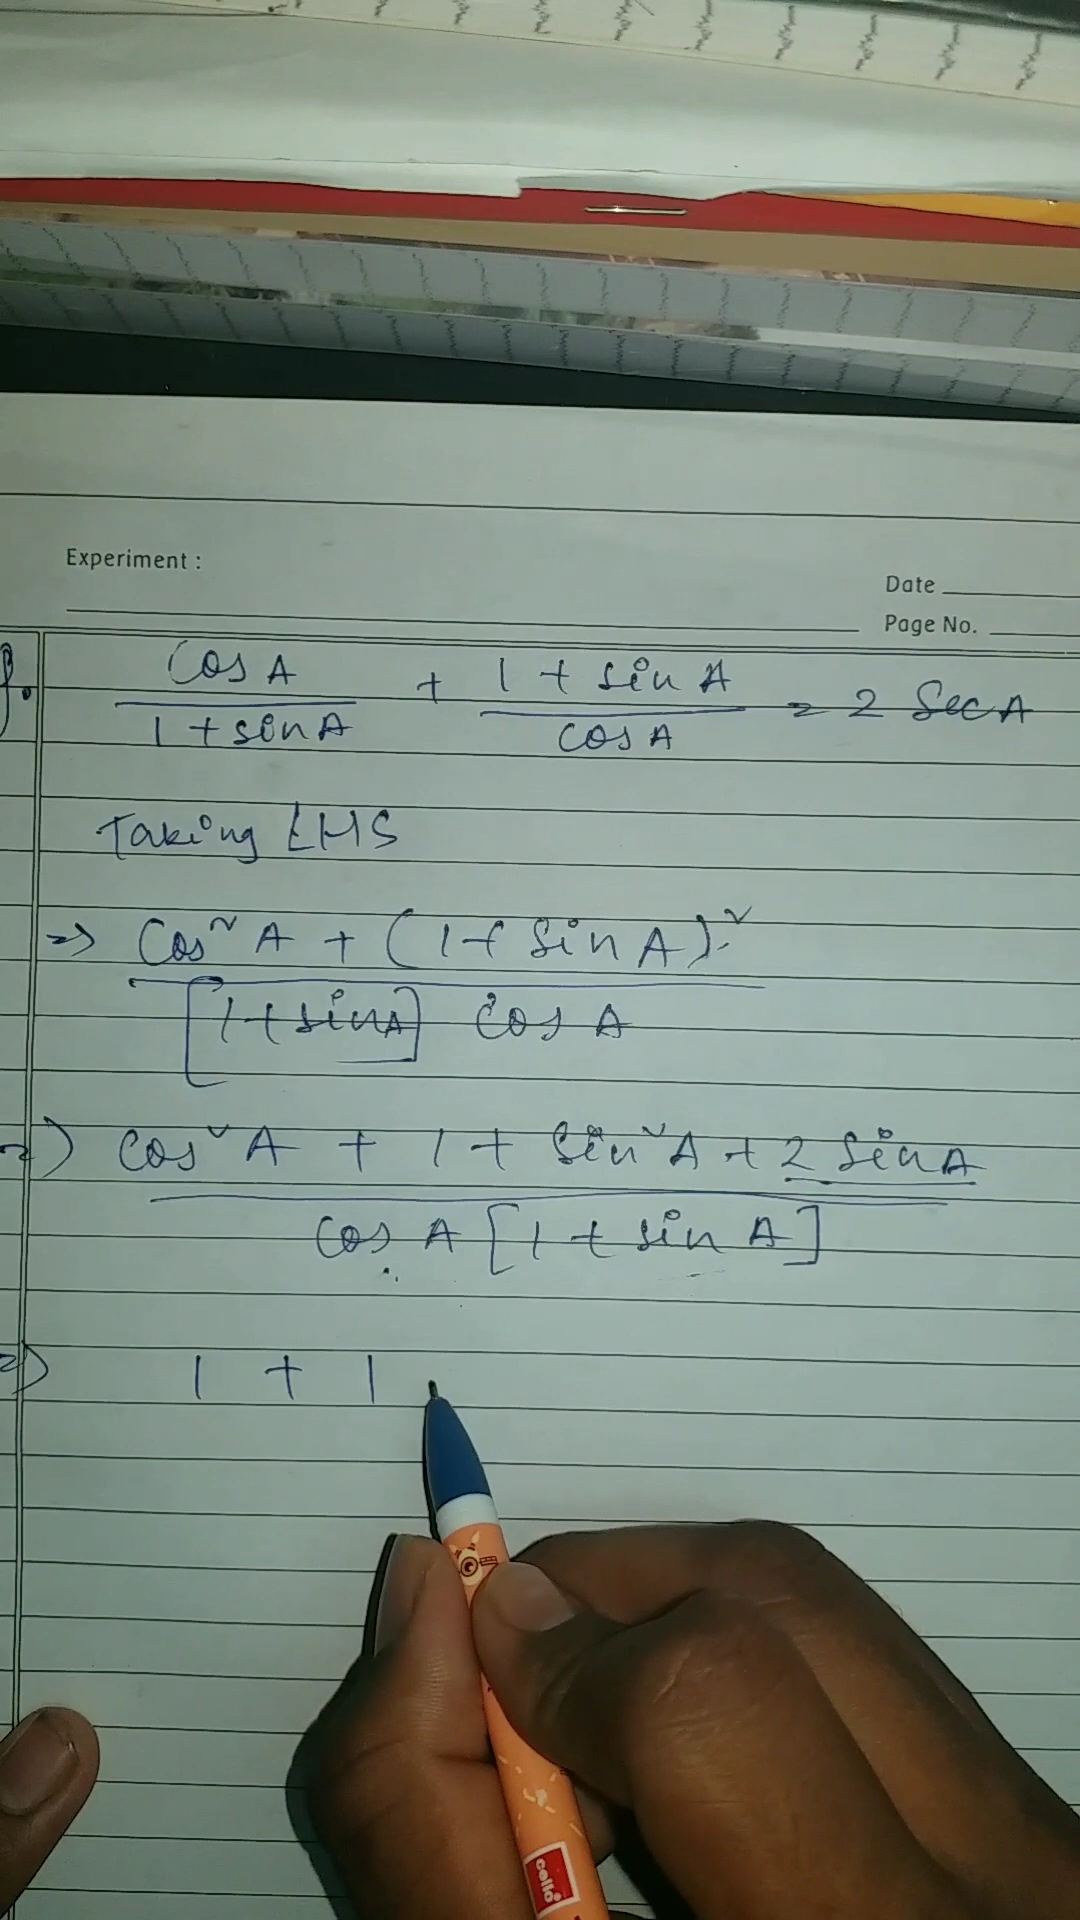 Experiment :
Date
Page No.
f. cos A / 1 + sin A + 1 + sin A / cos A = 2 Sec A
Taking LHS
=> cos² A + (1 + sin A)² / [1 + sin A] cos A
=> cos² A + 1 + sin² A + 2 sin A / cos A [1 + sin A]
=> 1 + 1
cello